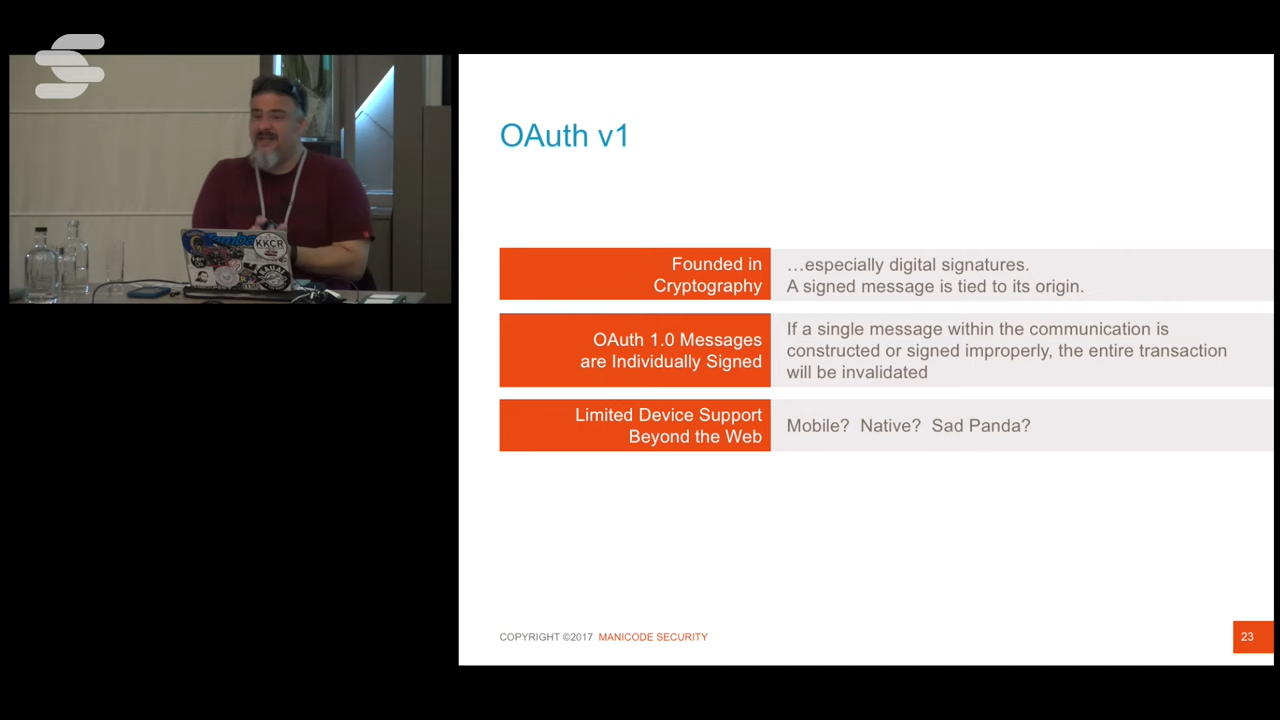 OAuth v1
Founded in
Cryptography
…especially digital signatures.
A signed message is tied to its origin.
OAuth 1.0 Messages
are Individually Signed
If a single message within the communication is
constructed or signed improperly, the entire transaction
will be invalidated
Limited Device Support
Beyond the Web
Mobile?  Native?  Sad Panda?
COPYRIGHT ©2017 MANICODE SECURITY
23
KKCR